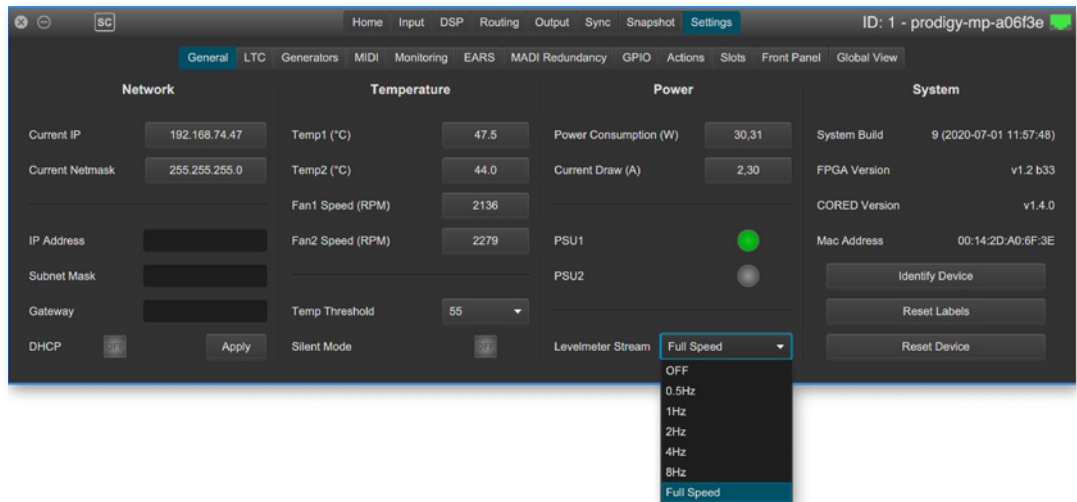 SC
Home Input DSP Routing Output Sync Snapshot Settings
ID: 1 - prodigy-mp-a06f3e
General LTC Generators MIDI Monitoring EARS MADI Redundancy GPIO Actions Slots Front Panel Global View
Network
Temperature
Power
System
Current IP 192.168.74.47
Temp1 (°C) 47.5
Power Consumption (W) 30,31
System Build 9 (2020-07-01 11:57:48)
Current Netmask 255.255.255.0
Temp2 (°C) 44.0
Current Draw (A) 2,30
FPGA Version v1.2 b33
Fan1 Speed (RPM) 2136
CORED Version v1.4.0
IP Address
Fan2 Speed (RPM) 2279
PSU1
Mac Address 00:14:2D:A0:6F:3E
Subnet Mask
PSU2
Identify Device
Gateway
Temp Threshold 55
Reset Labels
DHCP OFF Apply
Silent Mode OFF
Levelmeter Stream Full Speed
Reset Device
OFF
0.5Hz
1Hz
2Hz
4Hz
8Hz
Full Speed